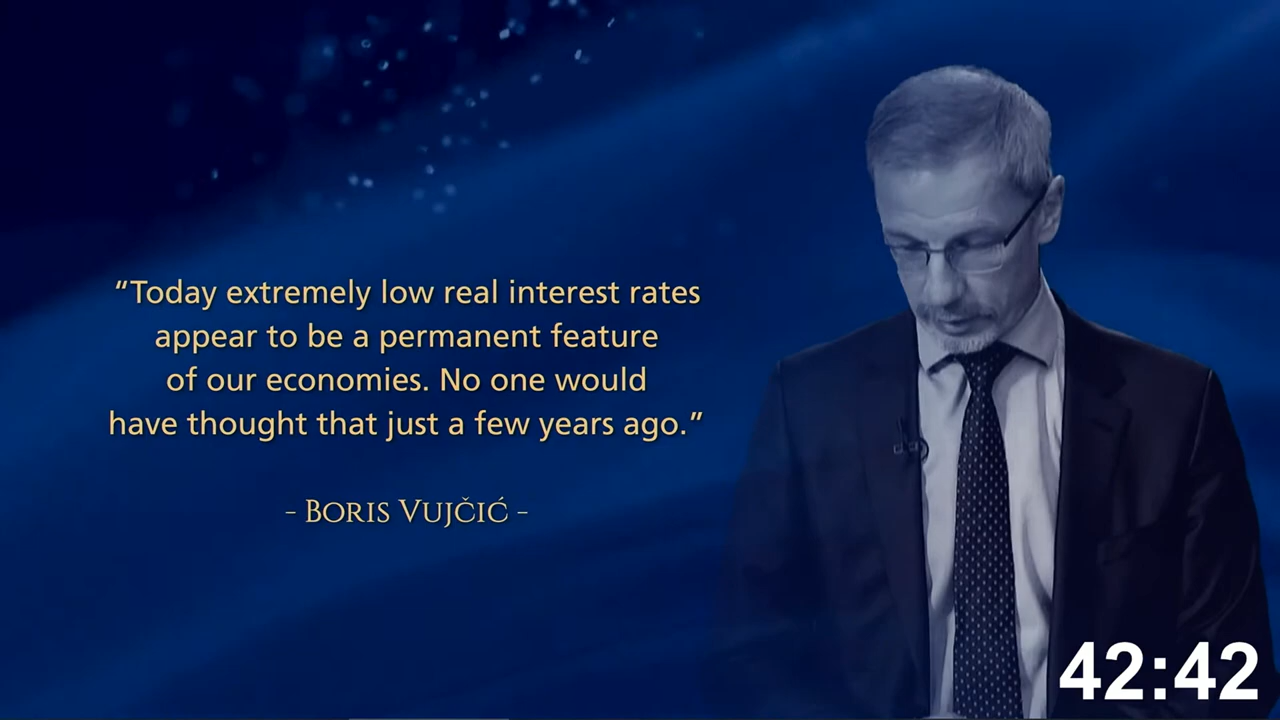 “Today extremely low real interest rates
appear to be a permanent feature
of our economies. No one would
have thought that just a few years ago.”
- Boris Vujčić -
42:42